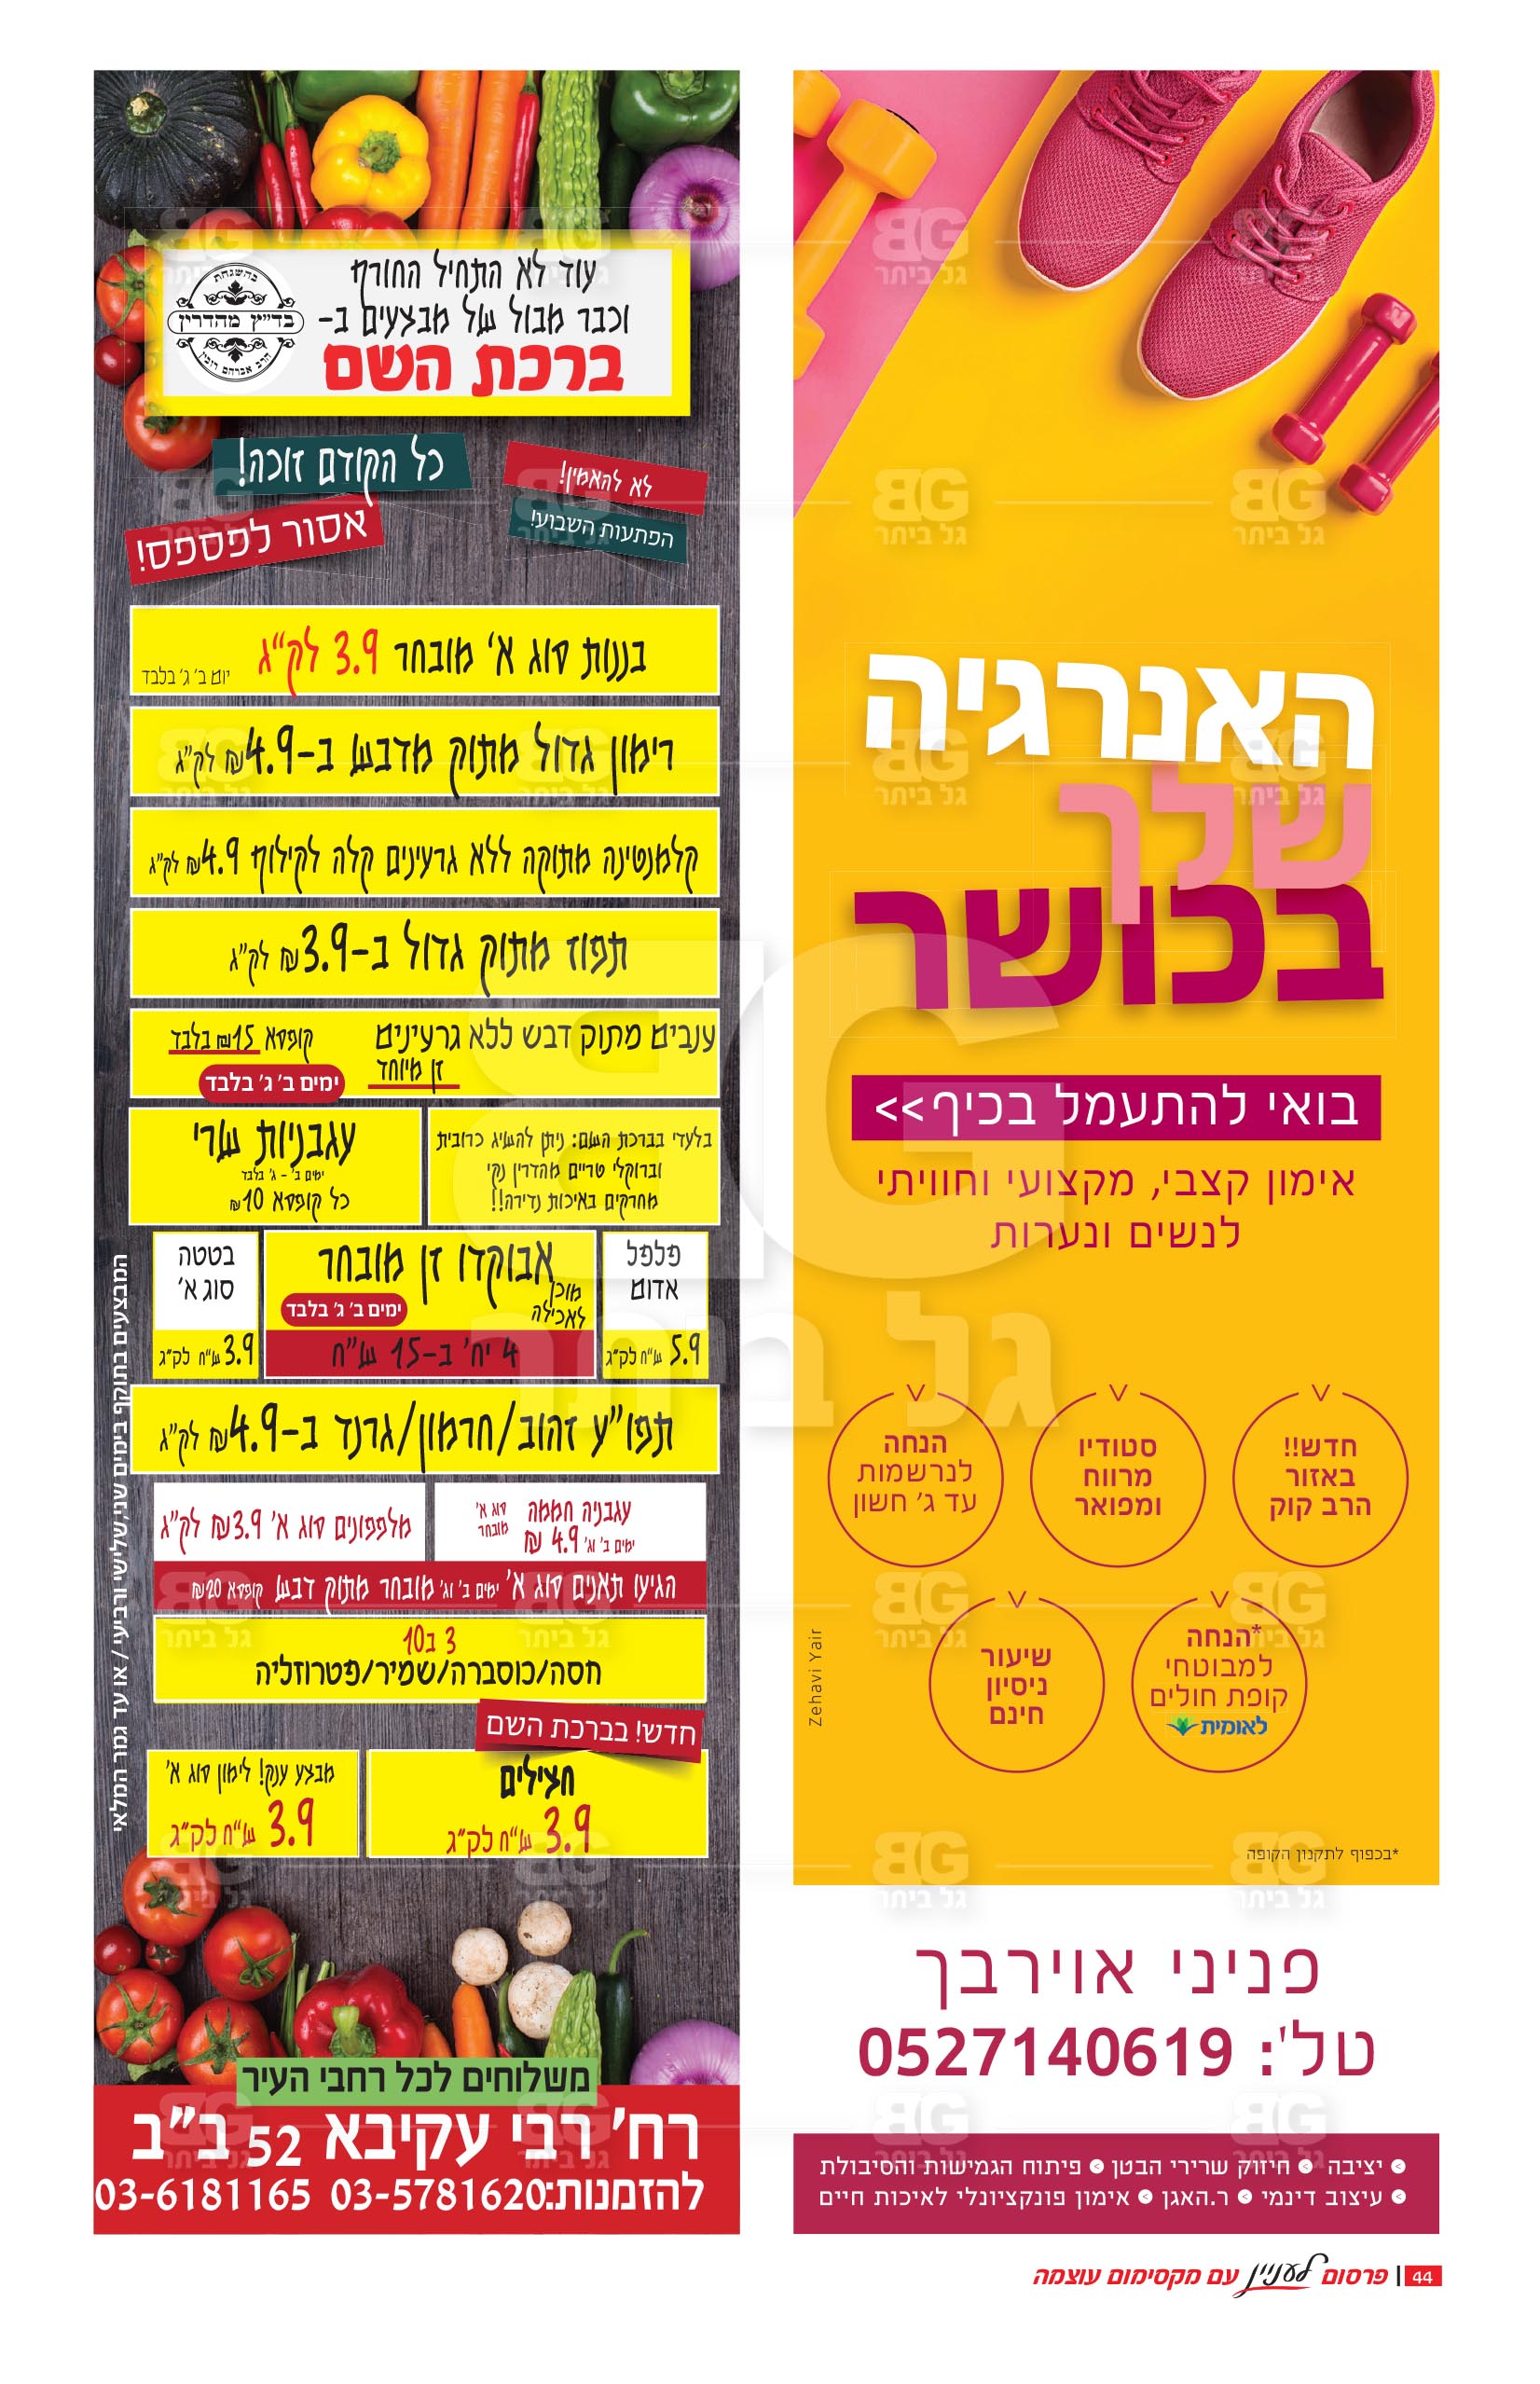 האנרגיה
שלך
בכושר
בואי להתעמל בכיף>>
אימון קצבי, מקצועי וחוויתי
לנשים ונערות
חדש!!
באזור
הרב קוק
סטודיו
מרווח
ומפואר
הנחה
לנרשמות
עד ג' חשון
*הנחה
למבוטחי
קופת חולים
לאומית
שיעור
ניסיון
חינם
Zehavi Yair
*בכפוף לתקנון הקופה
פניני אוירבך
טל': 0527140619
יציבה > חיזוק שרירי הבטן > פיתוח הגמישות והסיבולת
עיצוב דינמי > ר.האגן > אימון פונקציונלי לאיכות חיים
עוד לא התחיל החורף
וכבר מבול של מבצעים ב-
ברכת השם
בהשגחת
בד"ץ מהדרין
הרב אברהם רובין
לא להאמין!
כל הקודם זוכה!
הפתעות השבוע!
אסור לפספס!
בננות סוג א' מובחר 3.9 לק"ג
יום ב' ג' בלבד
רימון גדול מתוק מדבש ב-4.9₪ לק"ג
קלמנטינה מתוקה ללא גרעינים קלה לקילוף 4.9₪ לק"ג
תפוז מתוק גדול ב-3.9₪ לק"ג
ענבים מתוק דבש ללא גרעינים
זן מיוחד
קופסא 15₪ בלבד
ימים ב' ג' בלבד
בלעדי בברכת השם: ניתן להשיג כרובית
וברוקלי טריים מהדרין נקי
מחרקים באיכות נדירה!!
עגבניות שרי
ימים ב' - ג' בלבד
כל קופסא 10₪
פלפל
אדום
5.9 ש"ח לק"ג
אבוקדו זן מובחר
מוכן
לאכילה
ימים ב' ג' בלבד
4 יח' ב-15 ש"ח
בטטה
סוג א'
3.9 ש"ח לק"ג
תפו"ע זהוב/חרמון/גרנד ב-4.9₪ לק"ג
עגבניה חממה
סוג א'
מובחר
ימים ב' וג' 4.9 ₪
מלפפונים סוג א' 3.9₪ לק"ג
הגיעו תאנים סוג א' ימים ב' וג' מובחר מתוק דבש קופסא 20₪
3 ב10
חסה/כוסברה/שמיר/פטרוזליה
חדש! בברכת השם
חצילים
3.9 ש"ח לק"ג
מבצע ענק! לימון סוג א'
3.9 ש"ח לק"ג
המבצעים בתוקף בימים שני,שלישי ורביעי / או עד גמר המלאי
משלוחים לכל רחבי העיר
רח' רבי עקיבא 52 ב"ב
להזמנות:03-5781620 03-6181165
44 | פרסום לעניין עם מקסימום עוצמה
BG
גל ביתר